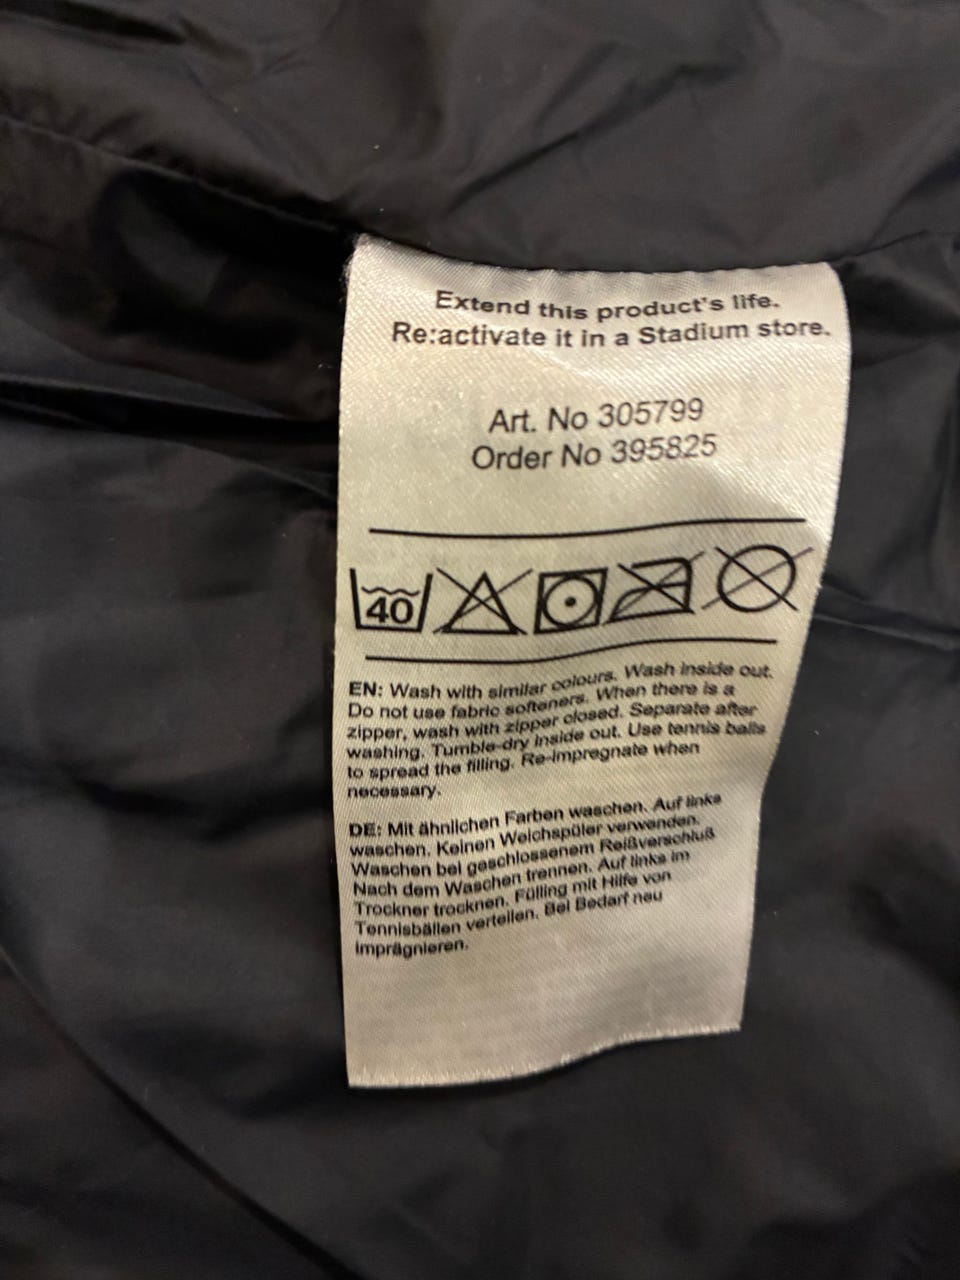 Extend this product's life.
Re:activate it in a Stadium store.
Art. No 305799
Order No 395825
40
EN: Wash with similar colours. Wash inside out.
Do not use fabric softeners. When there is a
zipper, wash with zipper closed. Separate after
washing. Tumble-dry inside out. Use tennis balls
to spread the filling. Re-impregnate when
necessary.
DE: Mit ähnlichen Farben waschen. Auf links
waschen. Keinen Weichspüler verwenden.
Waschen bei geschlossenem Reißverschluß
Nach dem Waschen trennen. Auf links im
Trockner trocknen. Fülling mit Hilfe von
Tennisbällen verteilen. Bei Bedarf neu
imprägnieren.